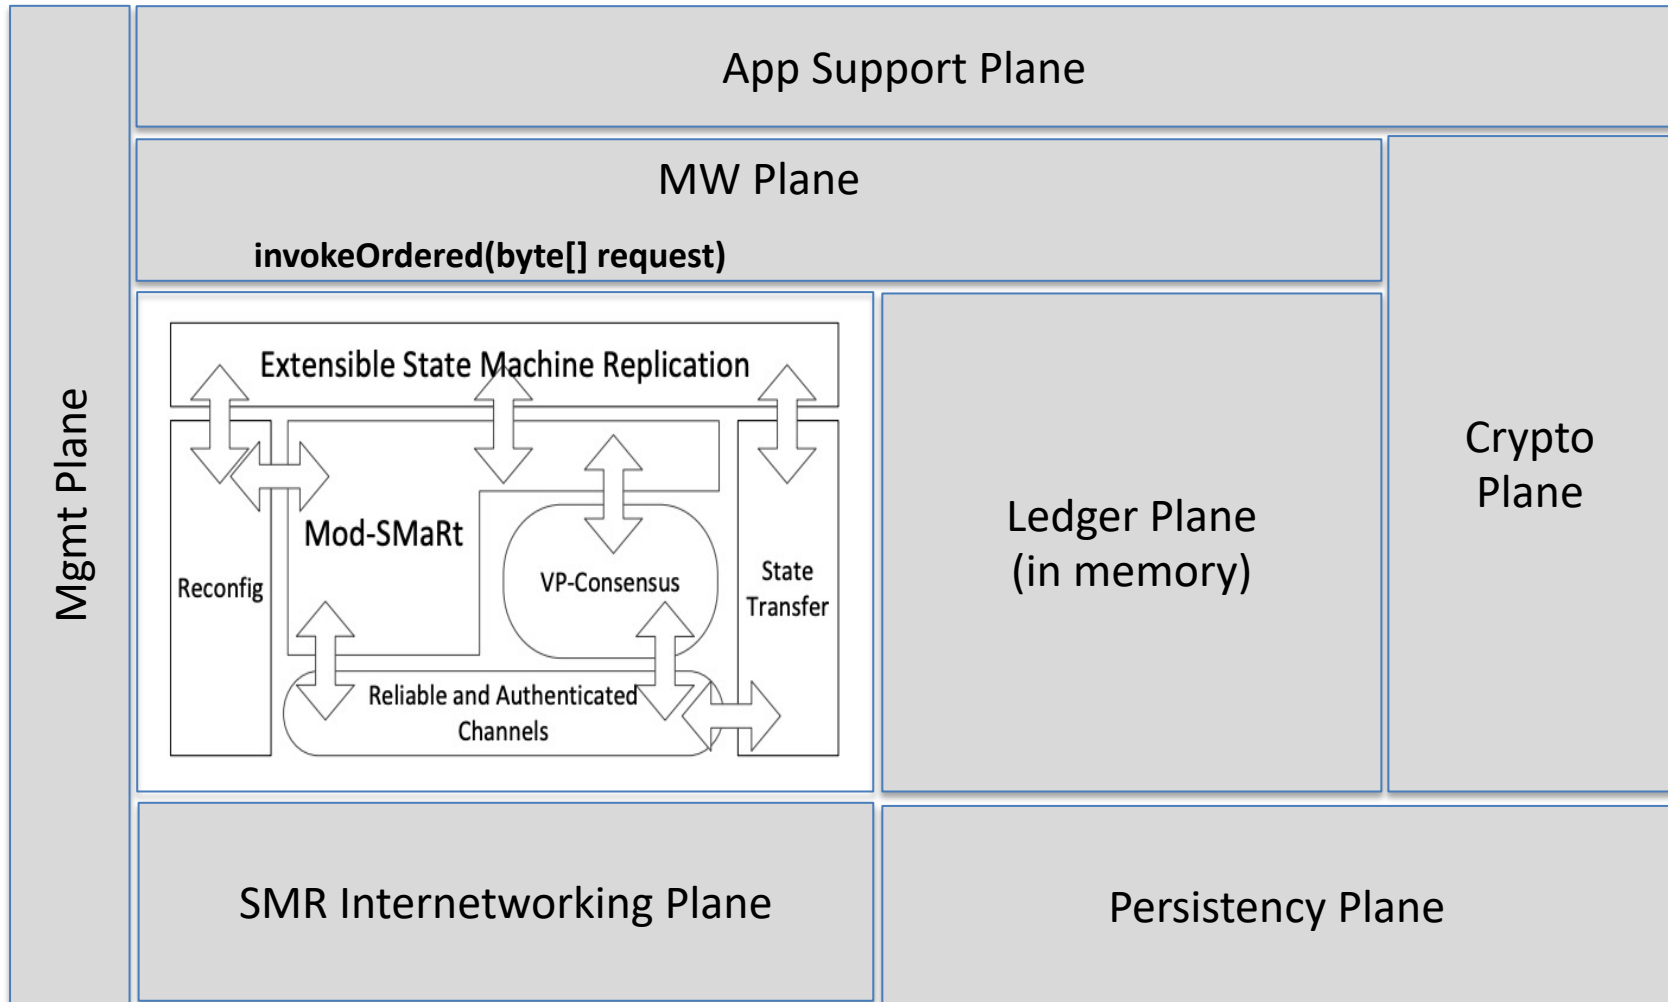 App Support Plane
MW Plane
invokeOrdered(byte[] request)
Mgmt Plane
Extensible State Machine Replication
Reconfig
Mod-SMaRt
VP-Consensus
State
Transfer
Reliable and Authenticated
Channels
Ledger Plane
(in memory)
Crypto
Plane
SMR Internetworking Plane
Persistency Plane